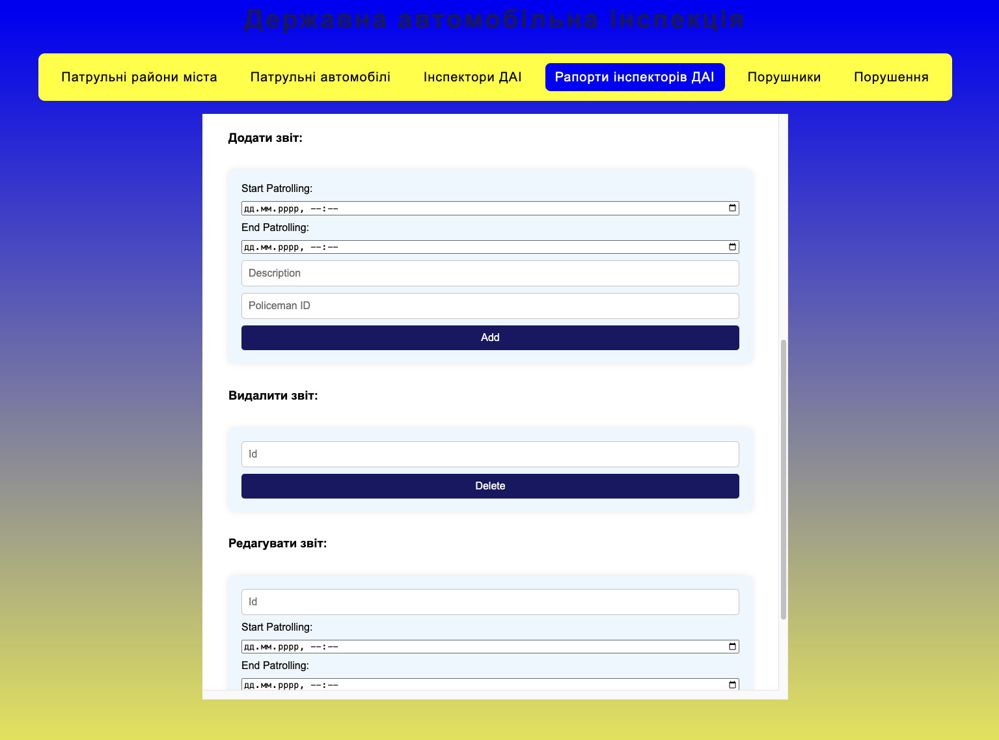 Державна автомобільна інспекція
Патрульні райони міста Патрульні автомобілі Інспектори ДАІ Рапорти інспекторів ДАІ Порушники Порушення
Додати звіт:
Start Patrolling:
дд.мм.рррр, --:--
End Patrolling:
дд.мм.рррр, --:--
Description
Policeman ID
Add
Видалити звіт:
Id
Delete
Редагувати звіт:
Id
Start Patrolling:
дд.мм.рррр, --:--
End Patrolling:
дд.мм.рррр, --:--